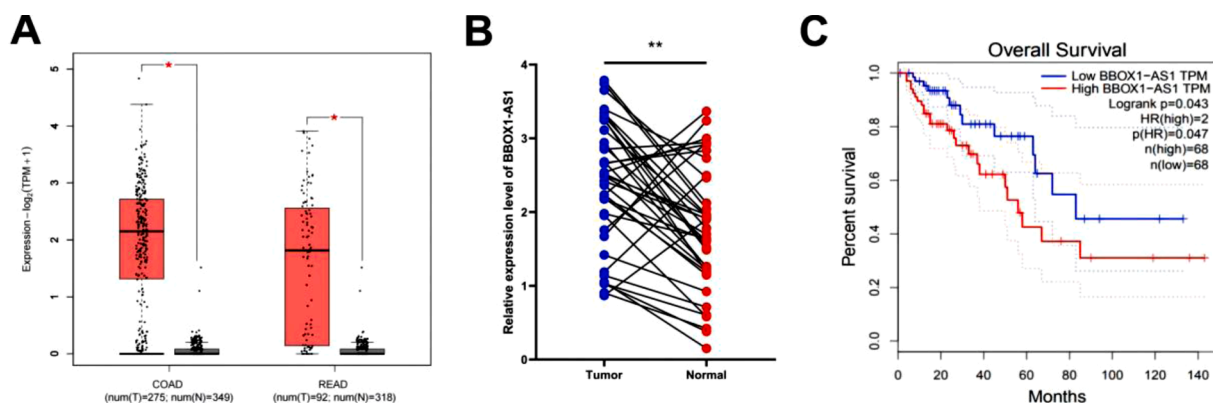 A
Expression − log2(TPM + 1)
5
4
3
2
1
0
*
*
COAD
(num(T)=275; num(N)=349)
READ
(num(T)=92; num(N)=318)
B
**
Relative expression level of BBOX1-AS1
4
3
2
1
0
Tumor
Normal
C
Overall Survival
Low BBOX1−AS1 TPM
High BBOX1−AS1 TPM
Logrank p=0.043
HR(high)=2
p(HR)=0.047
n(high)=68
n(low)=68
Percent survival
1.0
0.8
0.6
0.4
0.2
0.0
0 20 40 60 80 100 120 140
Months